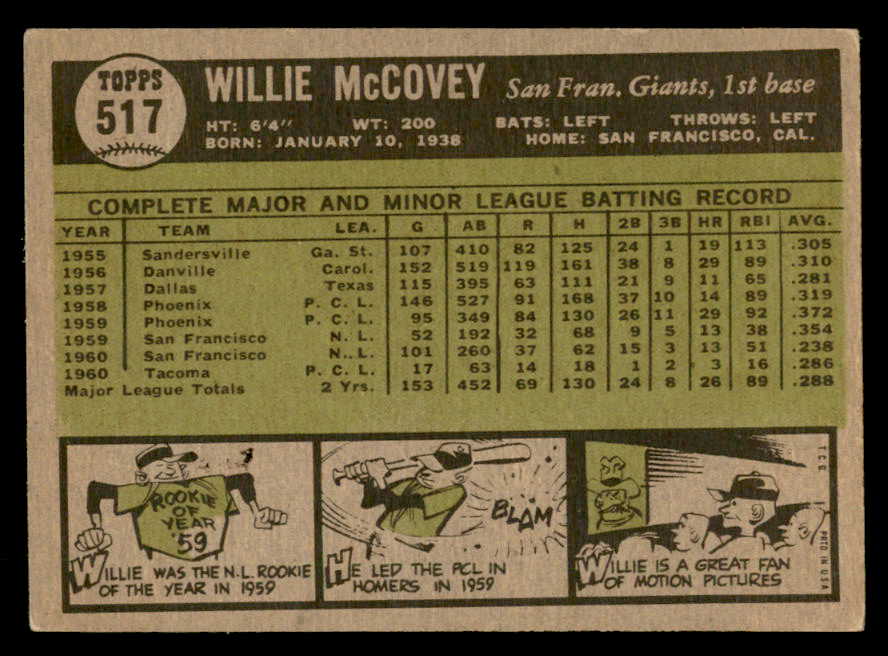 TOPPS
517
WILLIE McCOVEY San Fran. Giants, 1st base
HT: 6'4" WT: 200 BATS: LEFT THROWS: LEFT
BORN: JANUARY 10, 1938 HOME: SAN FRANCISCO, CAL.
COMPLETE MAJOR AND MINOR LEAGUE BATTING RECORD
YEAR TEAM LEA. G AB R H 2B 3B HR RBI AVG.
1955 Sandersville Ga. St. 107 410 82 125 24 1 19 113 .305
1956 Danville Carol. 152 519 119 161 38 8 29 89 .310
1957 Dallas Texas 115 395 63 111 21 9 11 65 .281
1958 Phoenix P. C. L. 146 527 91 168 37 10 14 89 .319
1959 Phoenix P. C. L. 95 349 84 130 26 11 29 92 .372
1959 San Francisco N. L. 52 192 32 68 9 5 13 38 .354
1960 San Francisco N.. L. 101 260 37 62 15 3 13 51 .238
1960 Tacoma P. C. L. 17 63 14 18 1 2 3 16 .286
Major League Totals 2 Yrs. 153 452 69 130 24 8 26 89 .288
ROOKIE
OF
YEAR
'59
WILLIE WAS THE N.L. ROOKIE
OF THE YEAR IN 1959
BLAM
HE LED THE PCL IN
HOMERS IN 1959
WILLIE IS A GREAT FAN
OF MOTION PICTURES
T.C.G.
PRTD IN U.S.A.